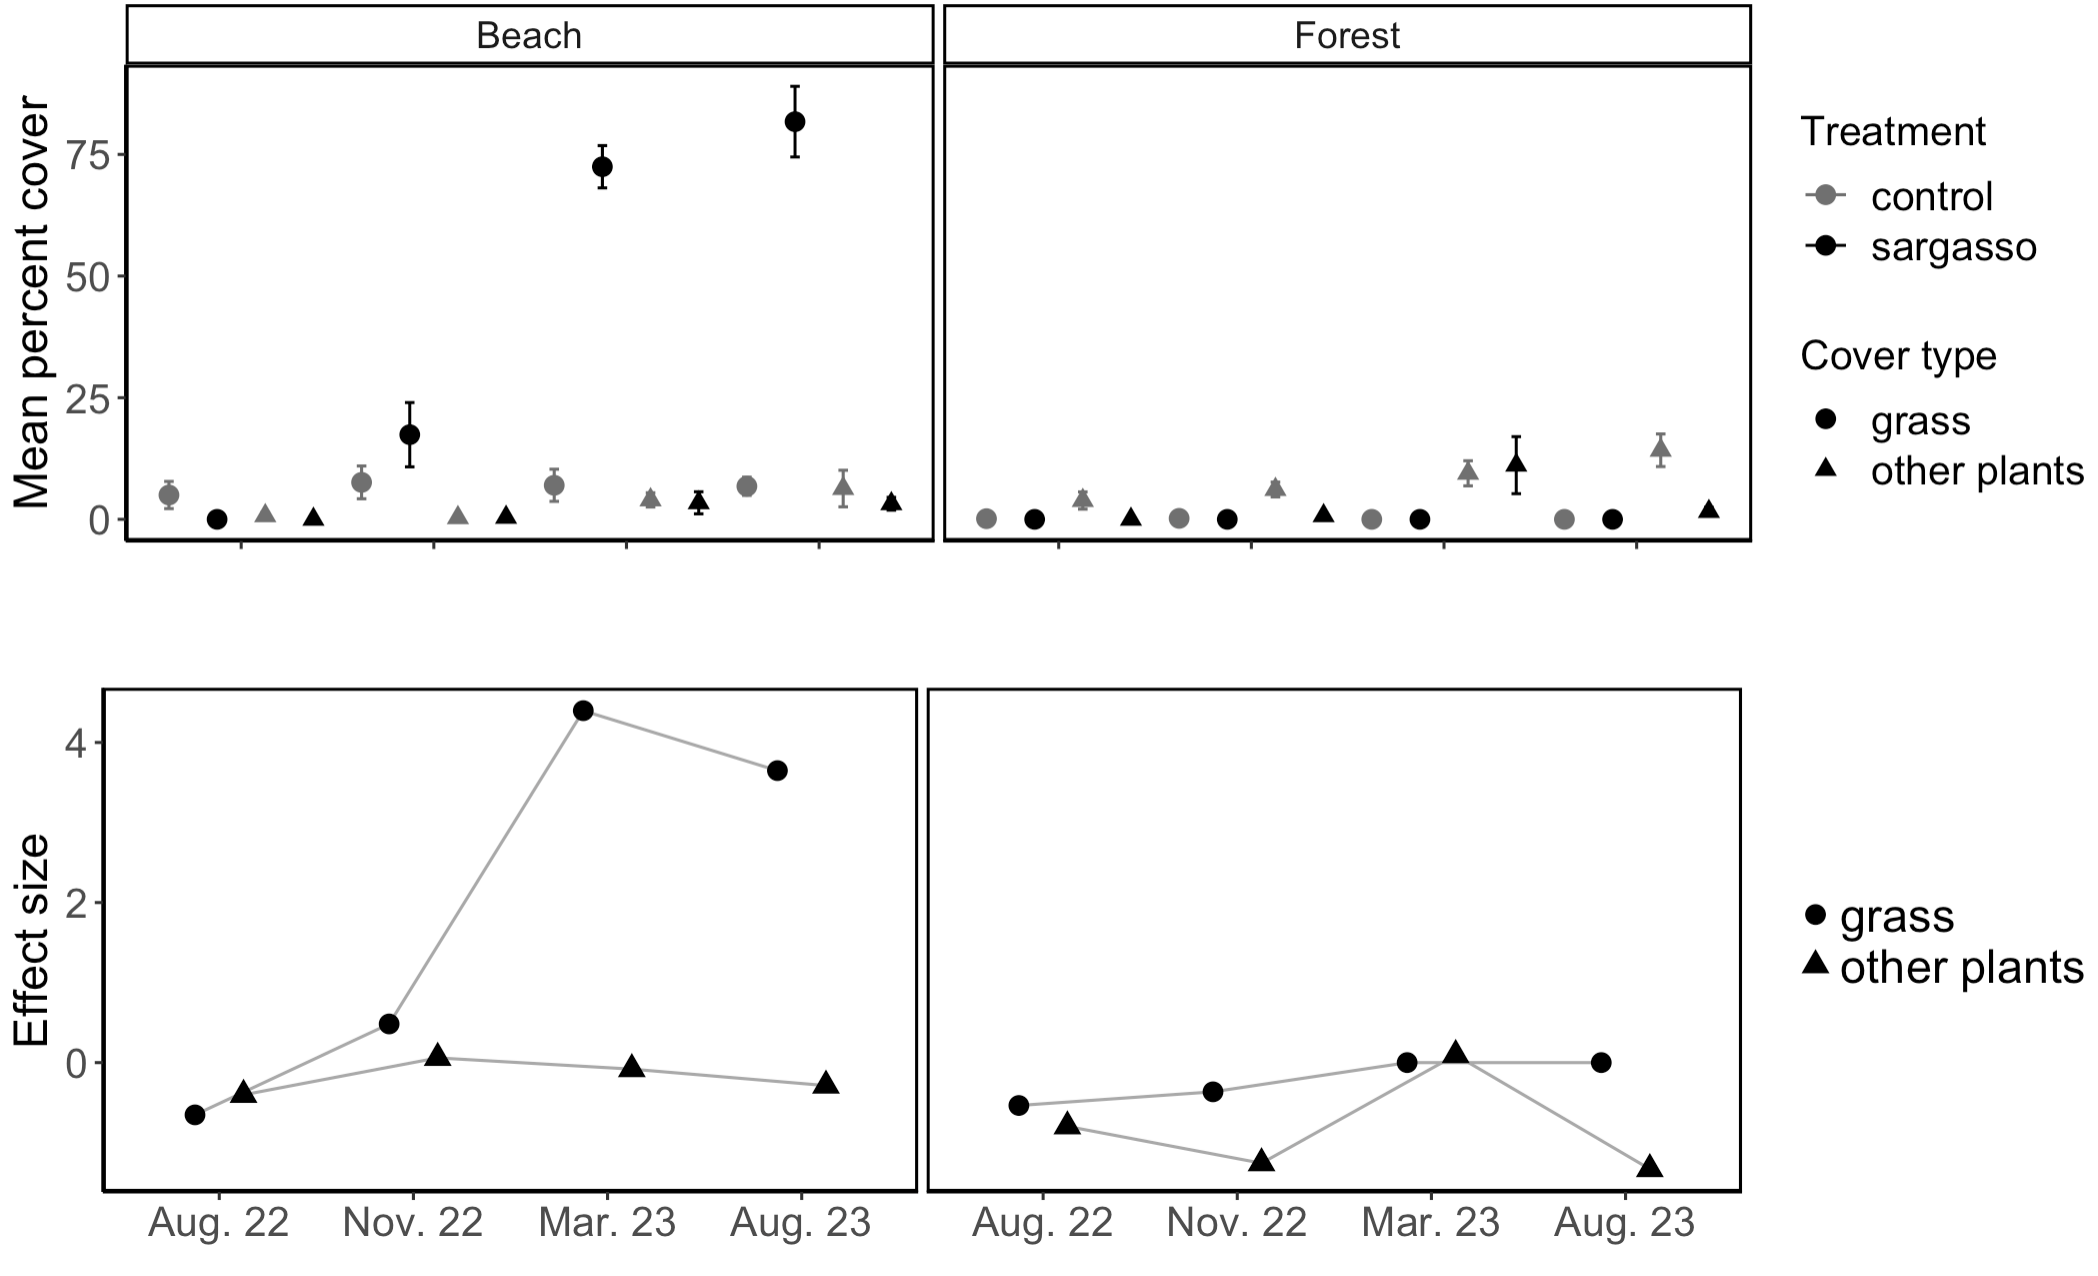 Beach
Forest
Mean percent cover
75
50
25
0
Treatment
control
sargasso
Cover type
grass
other plants
Effect size
4
2
0
grass
other plants
Aug. 22 Nov. 22 Mar. 23 Aug. 23
Aug. 22 Nov. 22 Mar. 23 Aug. 23